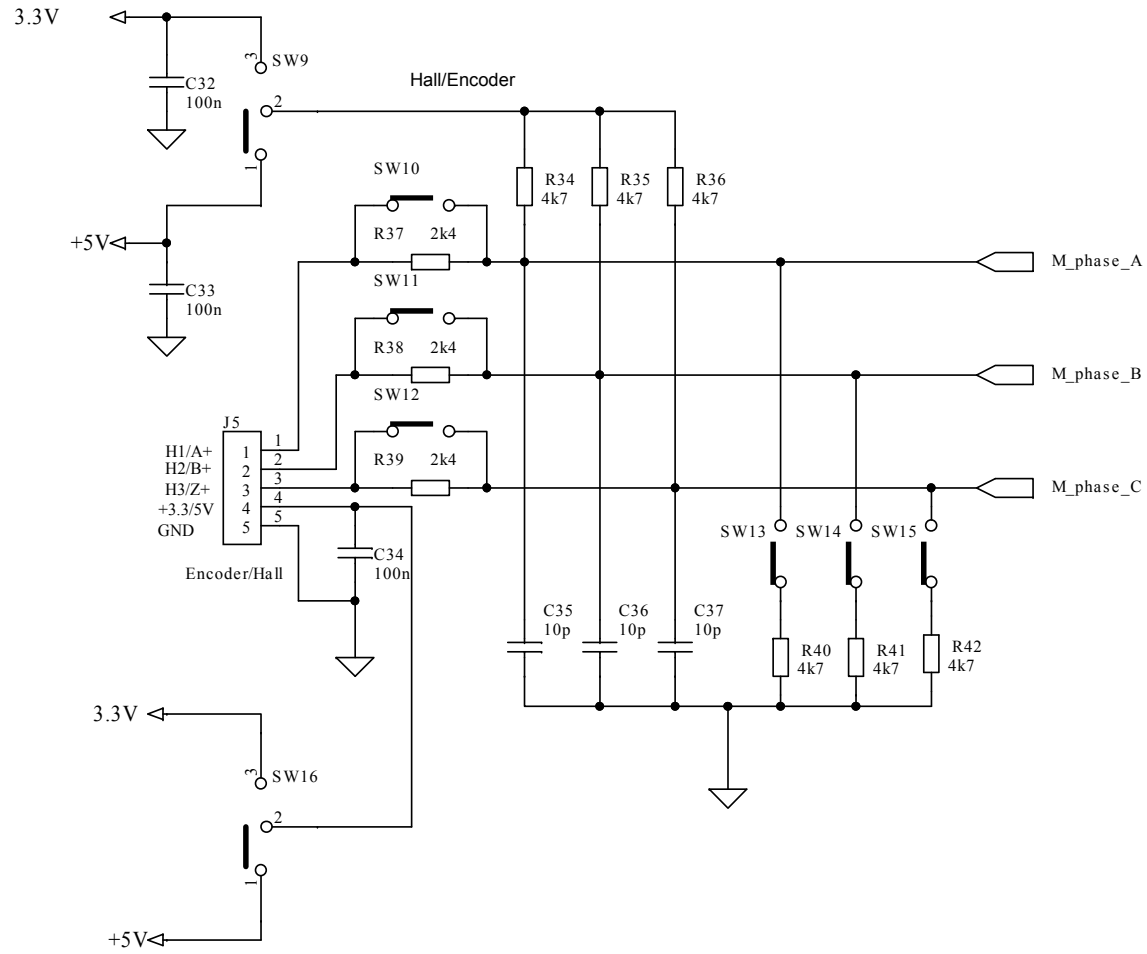 3.3V
3
SW9
C32
100n
Hall/Encoder
2
1
SW10
R34
4k7
R35
4k7
R36
4k7
+5V
R37 2k4
M_phase_A
SW11
C33
100n
R38 2k4
M_phase_B
SW12
J5
H1/A+ 1 1
H2/B+ 2 2
R39 2k4
H3/Z+ 3 3
M_phase_C
+3.3/5V 4 4
GND 5 5
SW13 SW14 SW15
C34
100n
Encoder/Hall
C35
10p
C36
10p
C37
10p
R40
4k7
R41
4k7
R42
4k7
3.3V
3
SW16
2
1
+5V